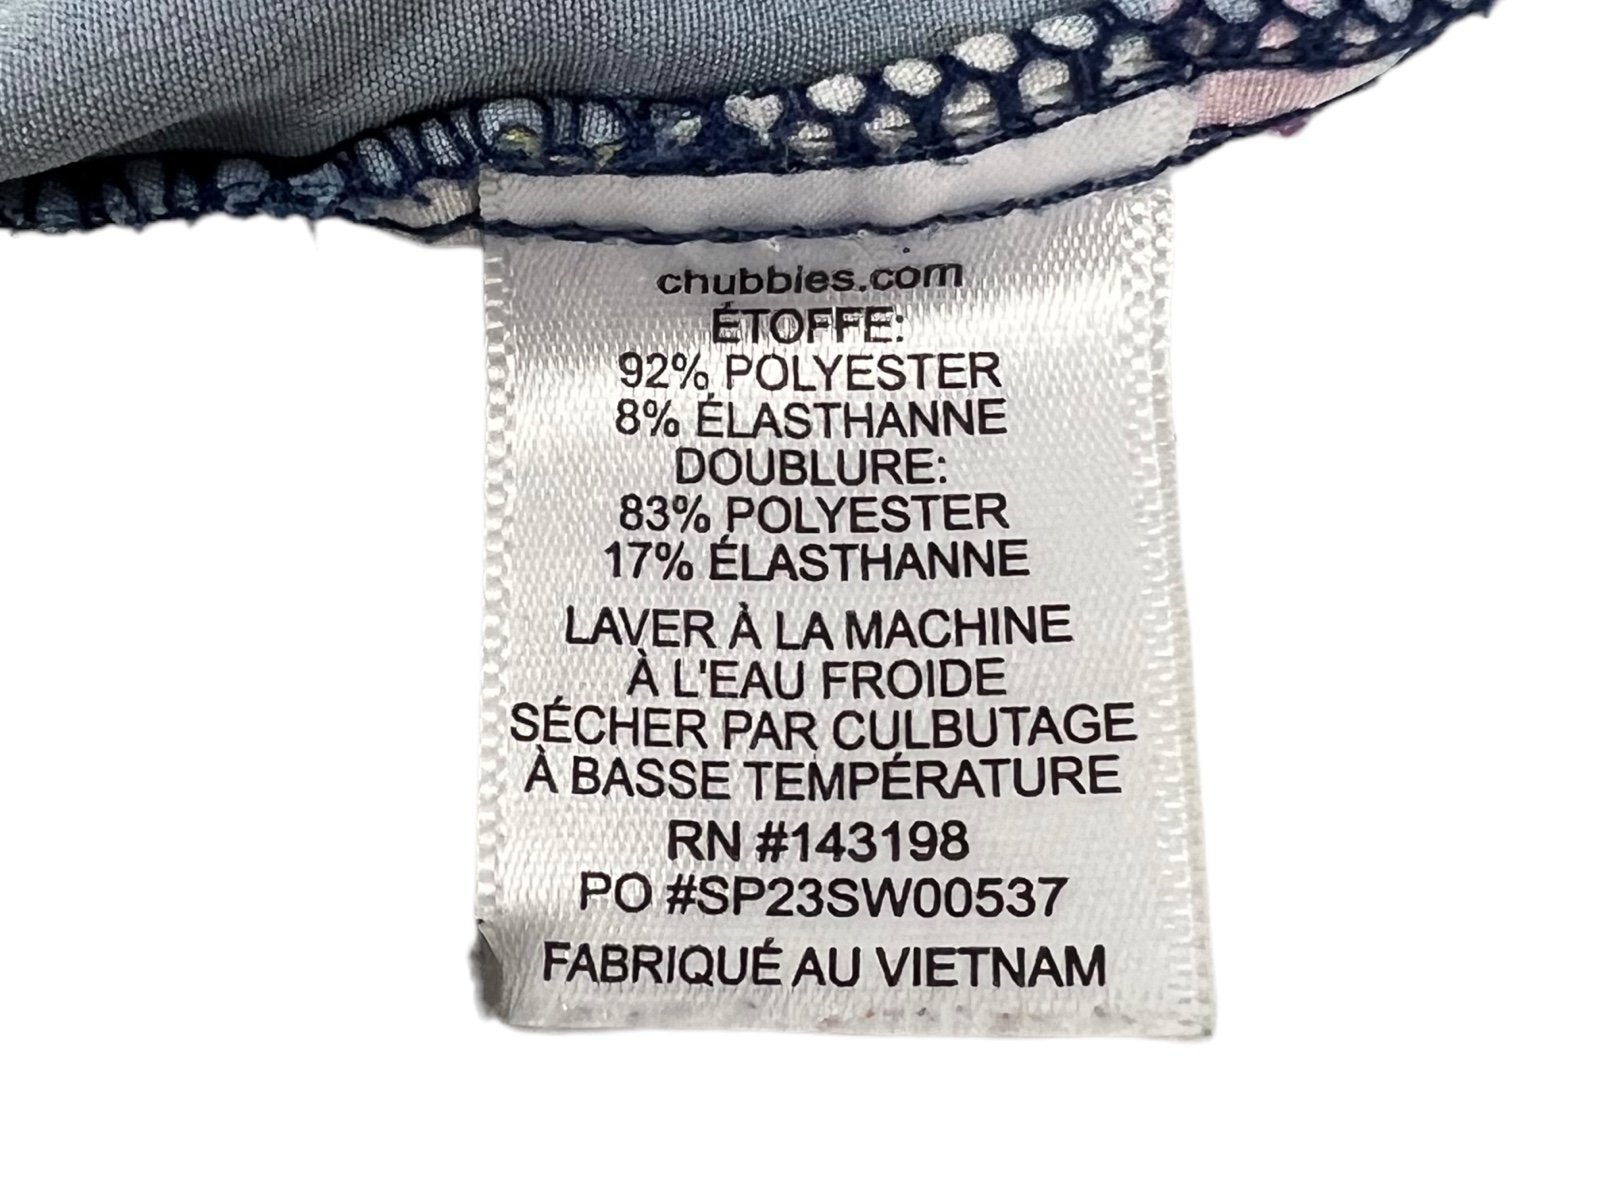 chubbies.com
ÉTOFFE:
92% POLYESTER
8% ÉLASTHANNE
DOUBLURE:
83% POLYESTER
17% ÉLASTHANNE
LAVER À LA MACHINE
À L'EAU FROIDE
SÉCHER PAR CULBUTAGE
À BASSE TEMPÉRATURE
RN #143198
PO #SP23SW00537
FABRIQUÉ AU VIETNAM